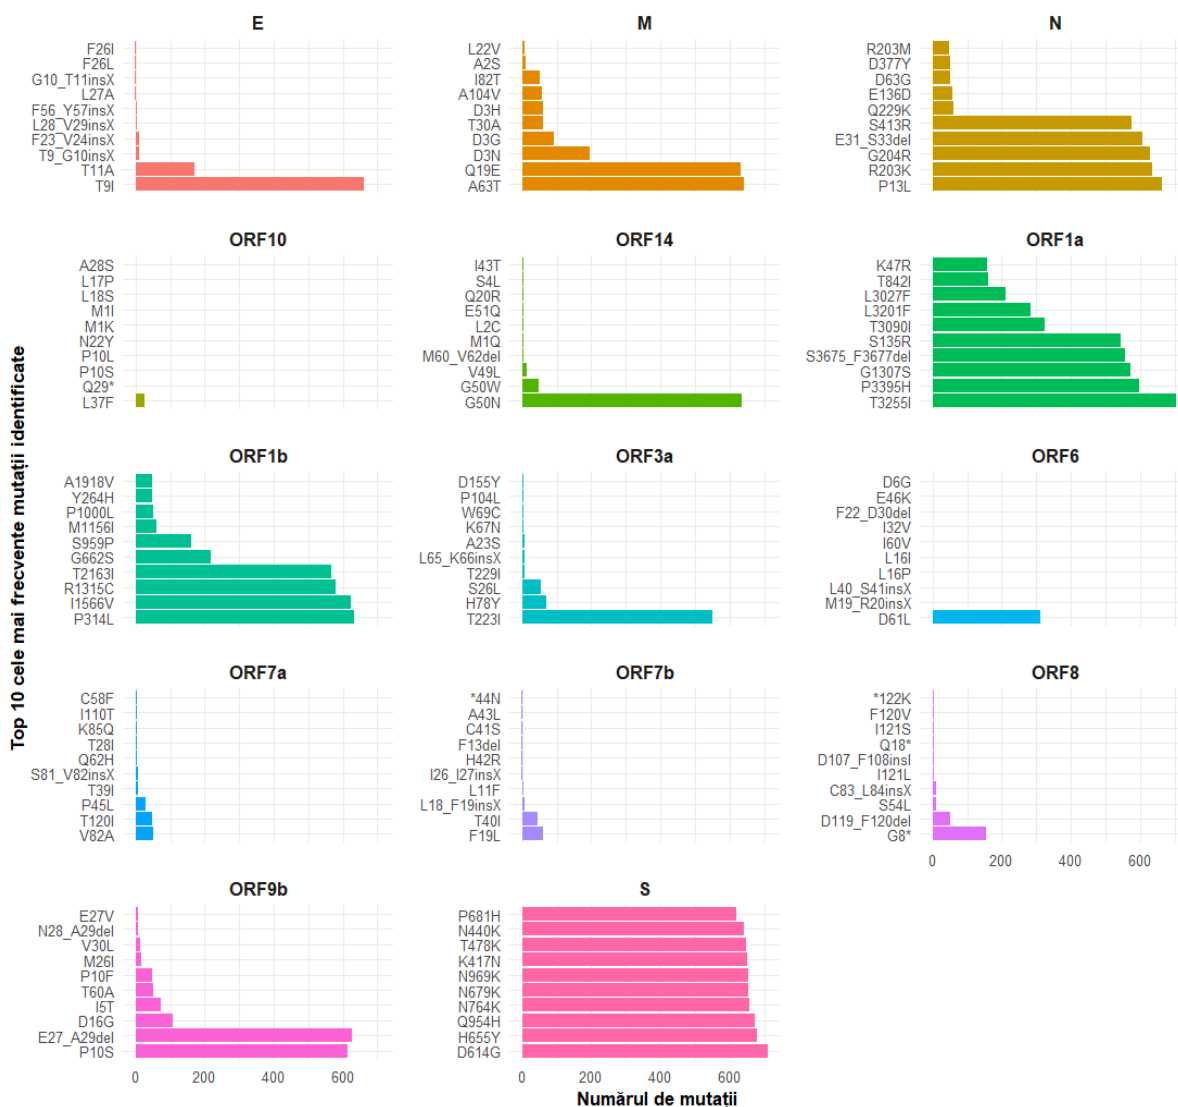 E
F26I
F26L
G10_T11insX
L27A
F56_Y57insX
L28_V29insX
F23_V24insX
T9_G10insX
T11A
T9I
M
L22V
A2S
I82T
A104V
D3H
T30A
D3G
D3N
Q19E
A63T
N
R203M
D377Y
D63G
E136D
Q229K
S413R
E31_S33del
G204R
R203K
P13L
ORF10
A28S
L17P
L18S
M1I
M1K
N22Y
P10L
P10S
Q29*
L37F
ORF14
I43T
S4L
Q20R
E51Q
L2C
M1Q
M60_V62del
V49L
G50W
G50N
ORF1a
K47R
T842I
L3027F
L3201F
T3090I
S135R
S3675_F3677del
G1307S
P3395H
T3255I
Top 10 cele mai frecvente mutații identificate
ORF1b
A1918V
Y264H
P1000L
M1156I
S959P
G662S
T2163I
R1315C
I1566V
P314L
ORF3a
D155Y
P104L
W69C
K67N
A23S
L65_K66insX
T229I
S26L
H78Y
T223I
ORF6
D6G
E46K
F22_D30del
I32V
I60V
L16I
L16P
L40_S41insX
M19_R20insX
D61L
ORF7a
C58F
I110T
K85Q
T28I
Q62H
S81_V82insX
T39I
P45L
T120I
V82A
ORF7b
*44N
A43L
C41S
F13del
H42R
I26_I27insX
L11F
L18_F19insX
T40I
F19L
ORF8
*122K
F120V
I121S
Q18*
D107_F108insI
I121L
C83_L84insX
S54L
D119_F120del
G8*
0 200 400 600
ORF9b
E27V
N28_A29del
V30L
M26I
P10F
T60A
I5T
D16G
E27_A29del
P10S
0 200 400 600
S
P681H
N440K
T478K
K417N
N969K
N679K
N764K
Q954H
H655Y
D614G
0 200 400 600
Numărul de mutații